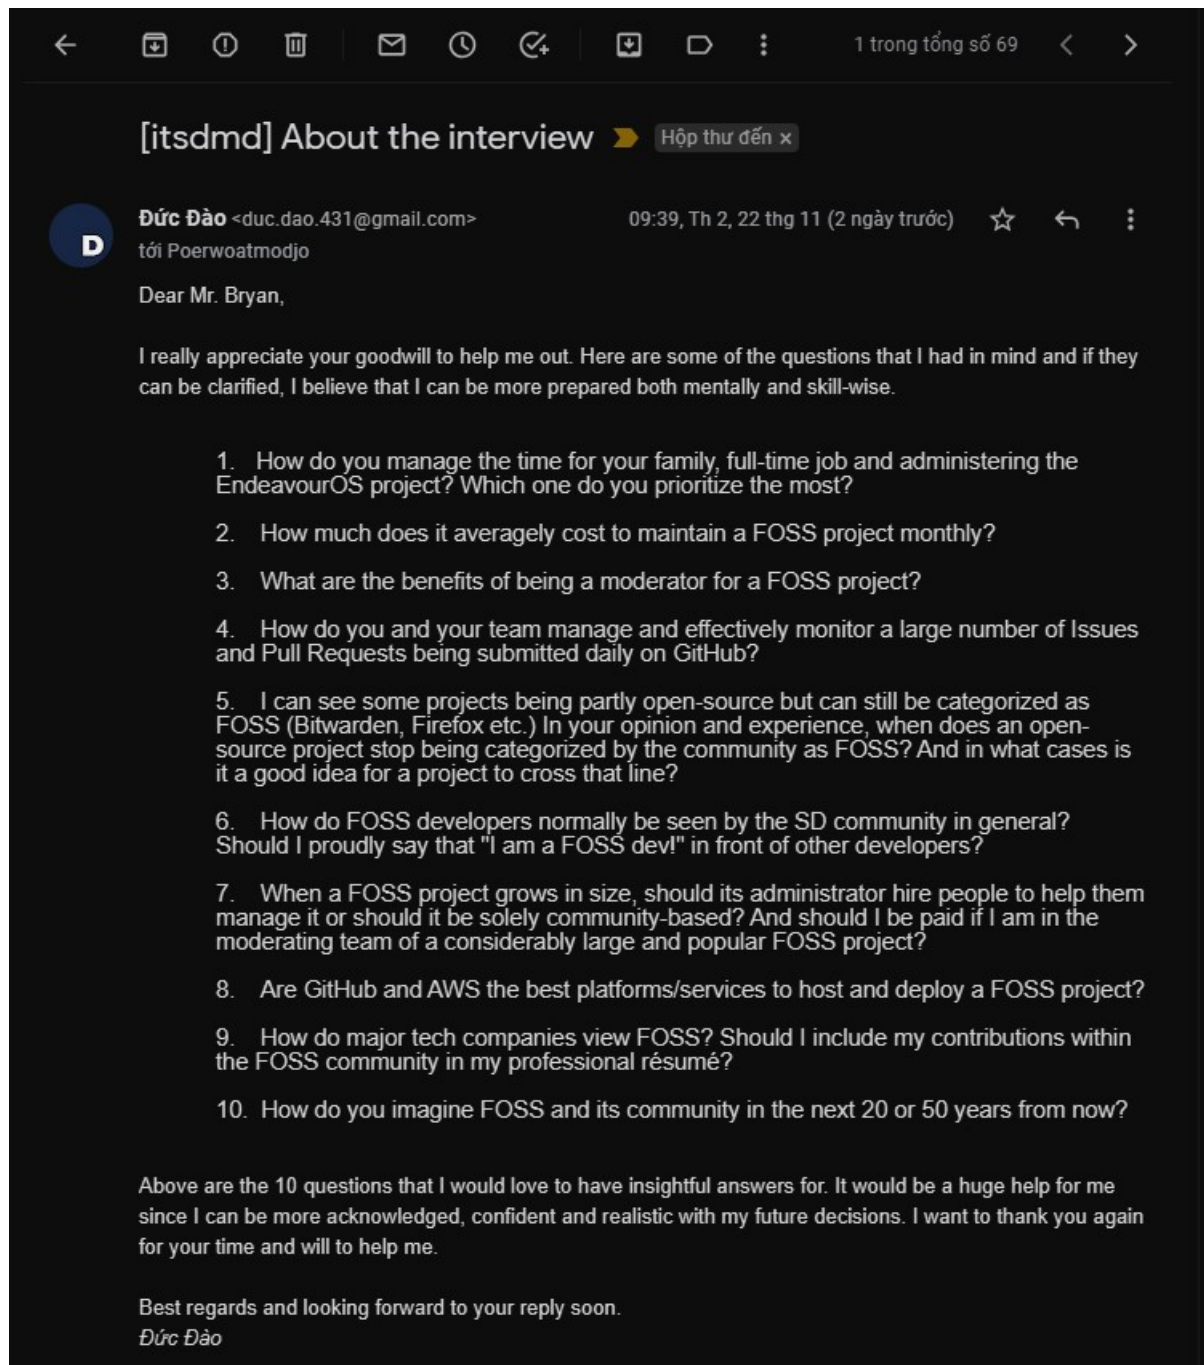 1 trong tổng số 69
[itsdmd] About the interview Hộp thư đến x
Đức Đào <duc.dao.431@gmail.com> 09:39, Th 2, 22 thg 11 (2 ngày trước)
D
tới Poerwoatmodjo
Dear Mr. Bryan,
I really appreciate your goodwill to help me out. Here are some of the questions that I had in mind and if they
can be clarified, I believe that I can be more prepared both mentally and skill-wise.
1. How do you manage the time for your family, full-time job and administering the
EndeavourOS project? Which one do you prioritize the most?
2. How much does it averagely cost to maintain a FOSS project monthly?
3. What are the benefits of being a moderator for a FOSS project?
4. How do you and your team manage and effectively monitor a large number of Issues
and Pull Requests being submitted daily on GitHub?
5. I can see some projects being partly open-source but can still be categorized as
FOSS (Bitwarden, Firefox etc.) In your opinion and experience, when does an open-
source project stop being categorized by the community as FOSS? And in what cases is
it a good idea for a project to cross that line?
6. How do FOSS developers normally be seen by the SD community in general?
Should I proudly say that "I am a FOSS dev!" in front of other developers?
7. When a FOSS project grows in size, should its administrator hire people to help them
manage it or should it be solely community-based? And should I be paid if I am in the
moderating team of a considerably large and popular FOSS project?
8. Are GitHub and AWS the best platforms/services to host and deploy a FOSS project?
9. How do major tech companies view FOSS? Should I include my contributions within
the FOSS community in my professional résumé?
10. How do you imagine FOSS and its community in the next 20 or 50 years from now?
Above are the 10 questions that I would love to have insightful answers for. It would be a huge help for me
since I can be more acknowledged, confident and realistic with my future decisions. I want to thank you again
for your time and will to help me.
Best regards and looking forward to your reply soon.
Đức Đào